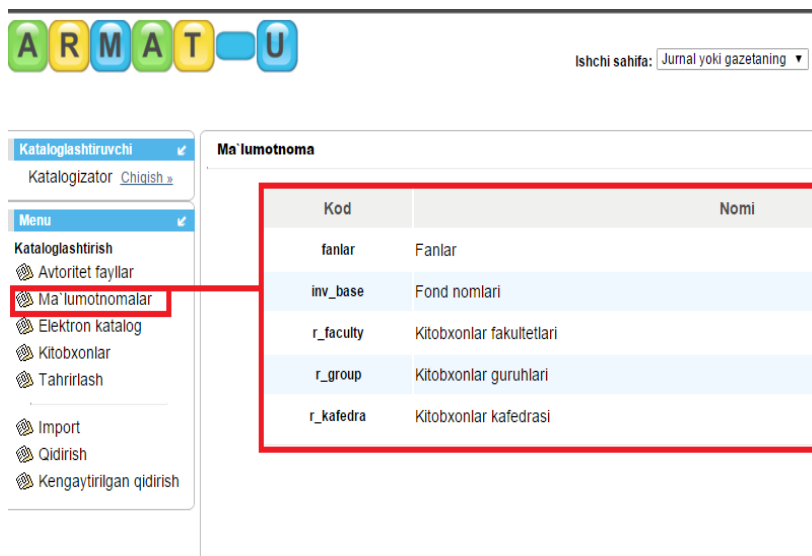 ARMAT-U
Ishchi sahifa: Jurnal yoki gazetaning
Kataloglashtiruvchi
Katalogizator Chiqish »
Menu
Kataloglashtirish
Avtoritet fayllar
Ma`lumotnomalar
Elektron katalog
Kitobxonlar
Tahrirlash
Import
Qidirish
Kengaytirilgan qidirish
Ma`lumotnoma
Kod Nomi
fanlar Fanlar
inv_base Fond nomlari
r_faculty Kitobxonlar fakultetlari
r_group Kitobxonlar guruhlari
r_kafedra Kitobxonlar kafedrasi